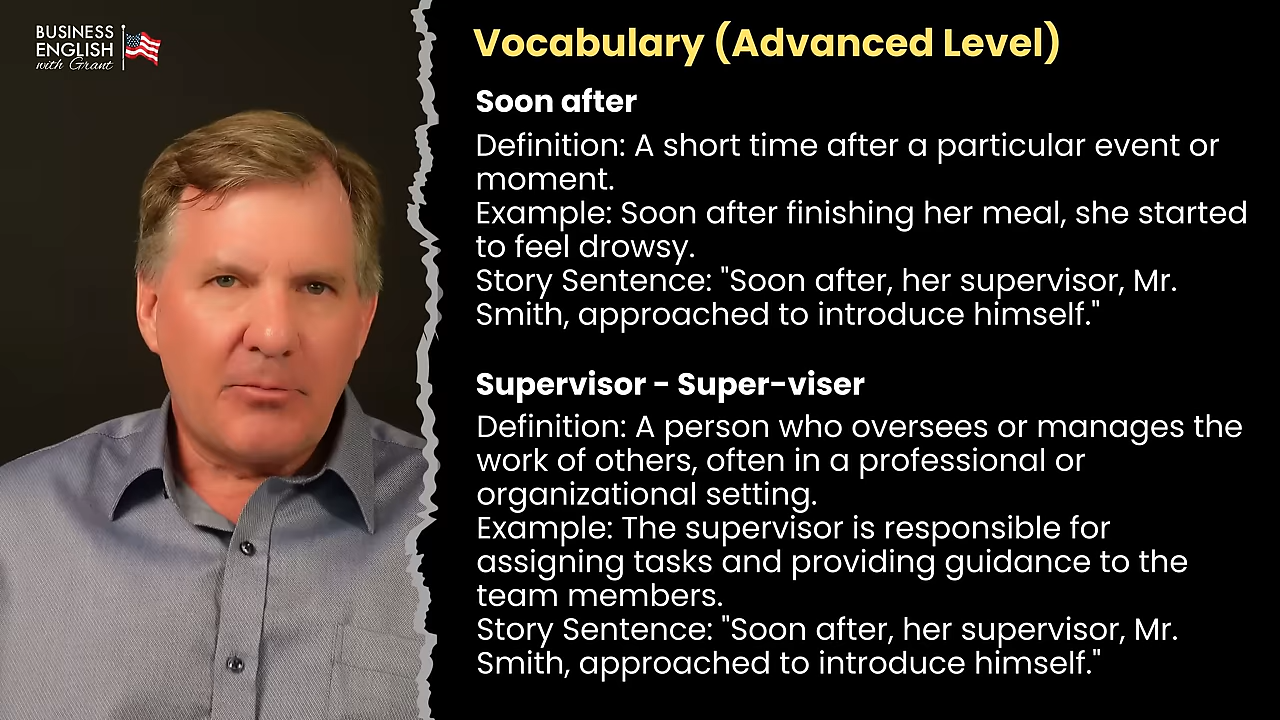 BUSINESS
ENGLISH
with Grant
Vocabulary (Advanced Level)
Soon after
Definition: A short time after a particular event or
moment.
Example: Soon after finishing her meal, she started
to feel drowsy.
Story Sentence: "Soon after, her supervisor, Mr.
Smith, approached to introduce himself."
Supervisor - Super-viser
Definition: A person who oversees or manages the
work of others, often in a professional or
organizational setting.
Example: The supervisor is responsible for
assigning tasks and providing guidance to the
team members.
Story Sentence: "Soon after, her supervisor, Mr.
Smith, approached to introduce himself."